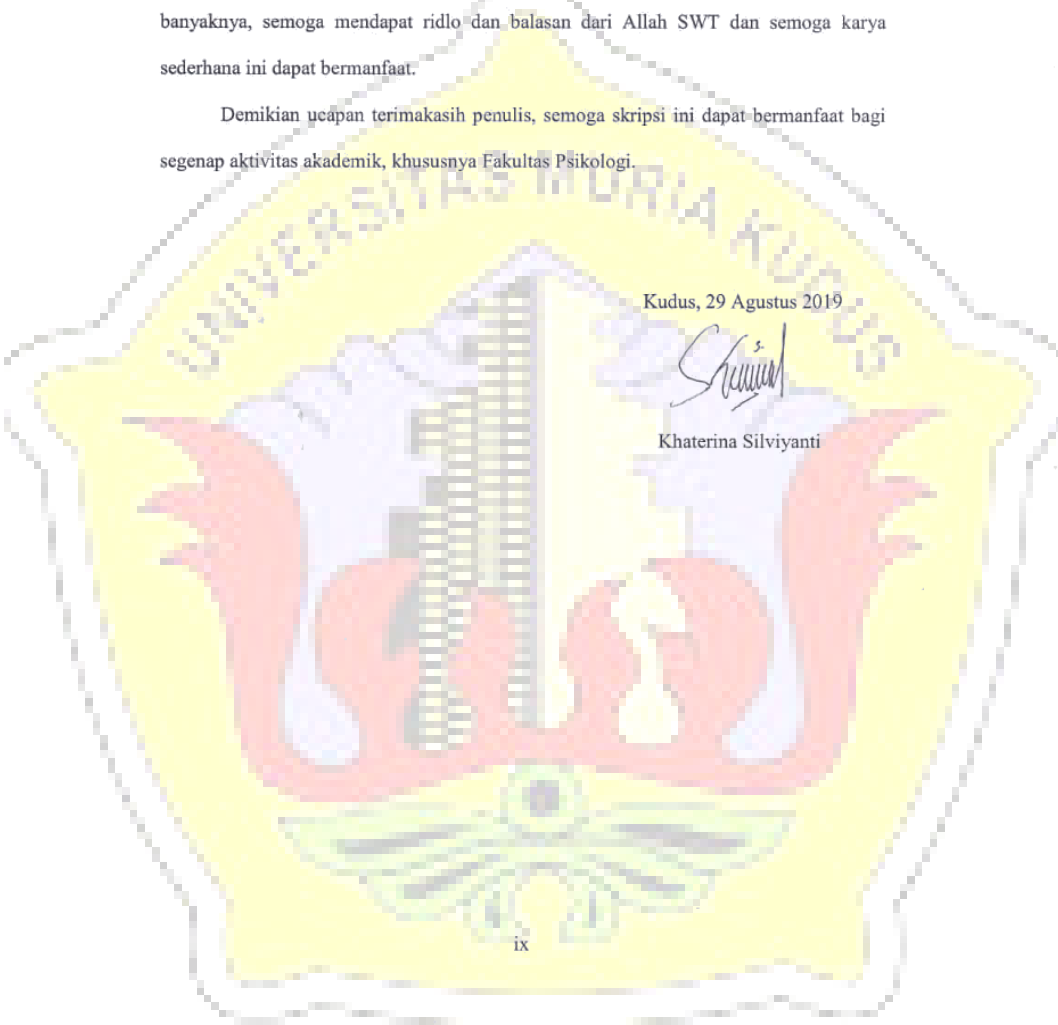 banyaknya, semoga mendapat ridlo dan balasan dari Allah SWT dan semoga karya
sederhana ini dapat bermanfaat.
Demikian ucapan terimakasih penulis, semoga skripsi ini dapat bermanfaat bagi
segenap aktivitas akademik, khususnya Fakultas Psikologi.
UNIVERSITAS MURIA KUDUS
Kudus, 29 Agustus 2019
Khaterina Silviyanti
ix